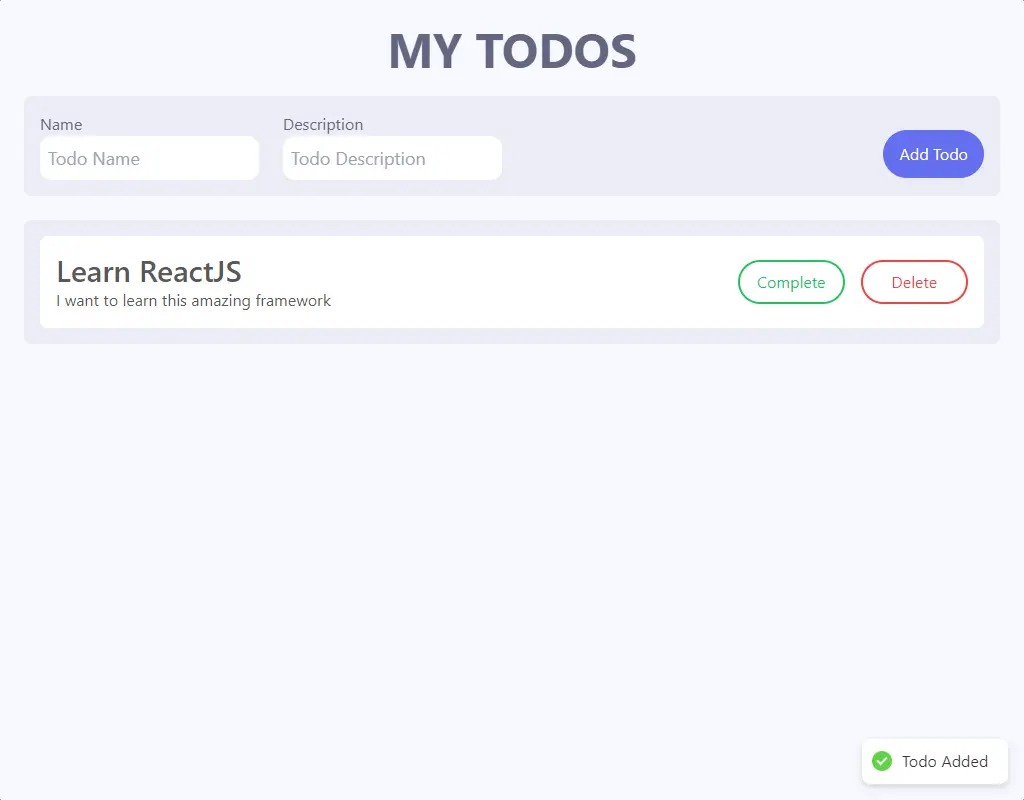 MY TODOS
Name
Description
Todo Name
Todo Description
Add Todo
Learn ReactJS
I want to learn this amazing framework
Complete
Delete
Todo Added